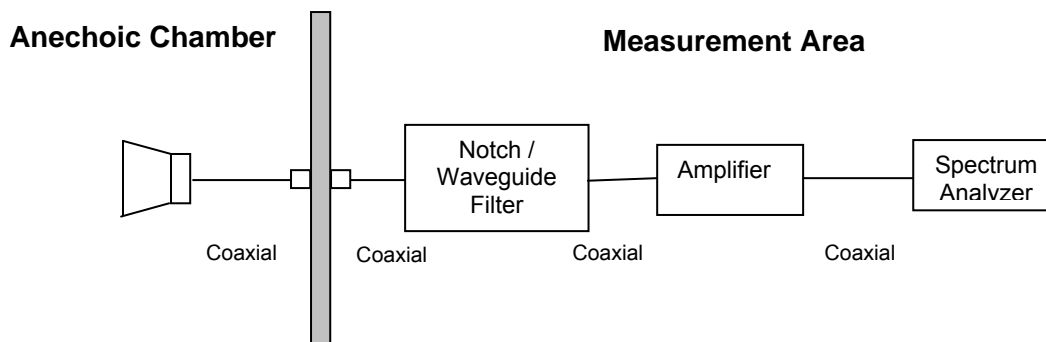 Anechoic Chamber
Measurement Area
Notch /
Waveguide
Filter
Amplifier
Spectrum
Analyzer
Coaxial
Coaxial
Coaxial
Coaxial